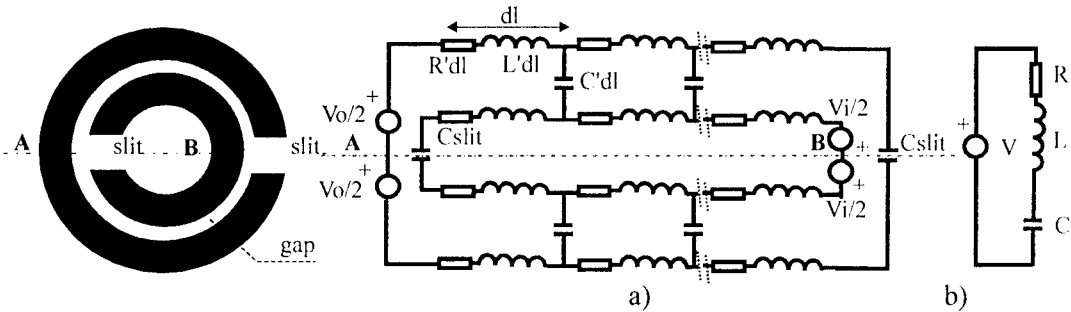 A
slit
B
slit
gap
dl
R'dl
L'dl
C'dl
+
Vo/2
A
Cslit
+
Vo/2
Vi/2
B
+
+
Vi/2
Cslit
a)
+
V
R
L
C
b)